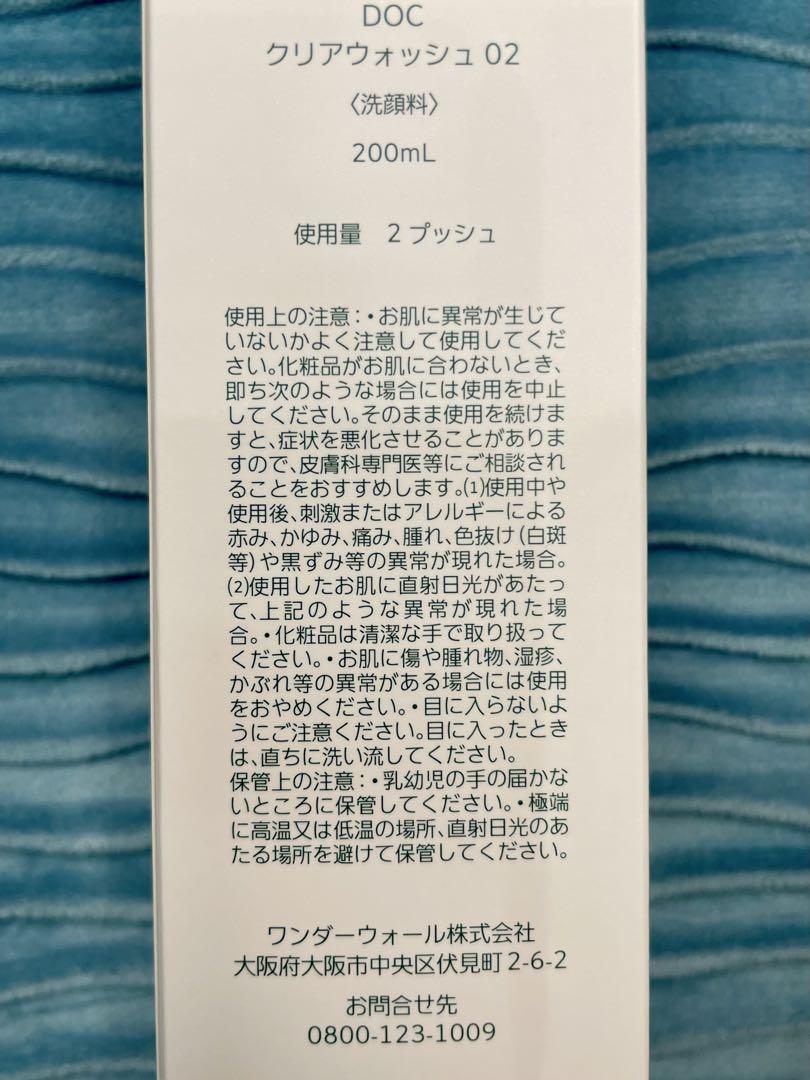 DOC
クリアウォッシュ 02
〈洗顔料〉
200mL
使用量　2 プッシュ
使用上の注意：・お肌に異常が生じて
いないかよく注意して使用してくだ
さい。化粧品がお肌に合わないとき、
即ち次のような場合には使用を中止
してください。そのまま使用を続けま
すと、症状を悪化させることがありま
すので、皮膚科専門医等にご相談され
ることをおすすめします。(1)使用中や
使用後、刺激またはアレルギーによる
赤み、かゆみ、痛み、腫れ、色抜け（白斑
等）や黒ずみ等の異常が現れた場合。
(2)使用したお肌に直射日光があたっ
て、上記のような異常が現れた場
合。・化粧品は清潔な手で取り扱って
ください。・お肌に傷や腫れ物、湿疹、
かぶれ等の異常がある場合には使用
をおやめください。・目に入らないよ
うにご注意ください。目に入ったとき
は、直ちに洗い流してください。
保管上の注意：・乳幼児の手の届かな
いところに保管してください。・極端
に高温又は低温の場所、直射日光のあ
たる場所を避けて保管してください。
ワンダーウォール株式会社
大阪府大阪市中央区伏見町 2-6-2
お問合せ先
0800-123-1009